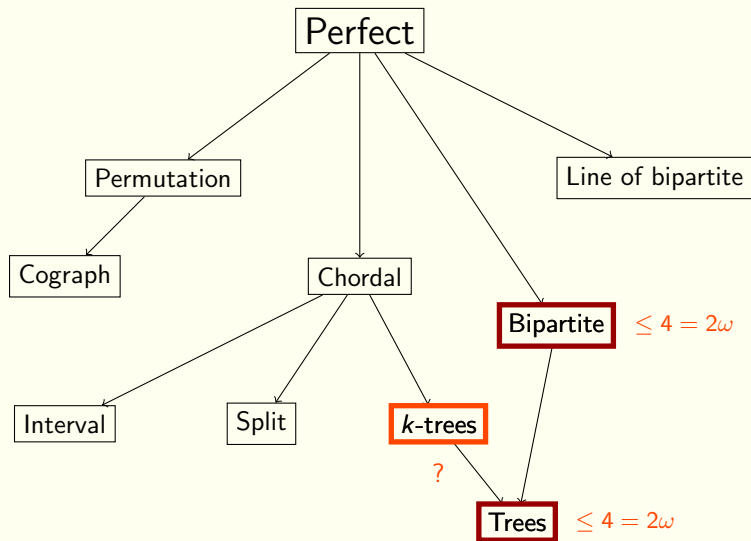 Perfect
Permutation
Line of bipartite
Cograph
Chordal
Bipartite
≤ 4 = 2ω
Interval
Split
k-trees
?
Trees
≤ 4 = 2ω